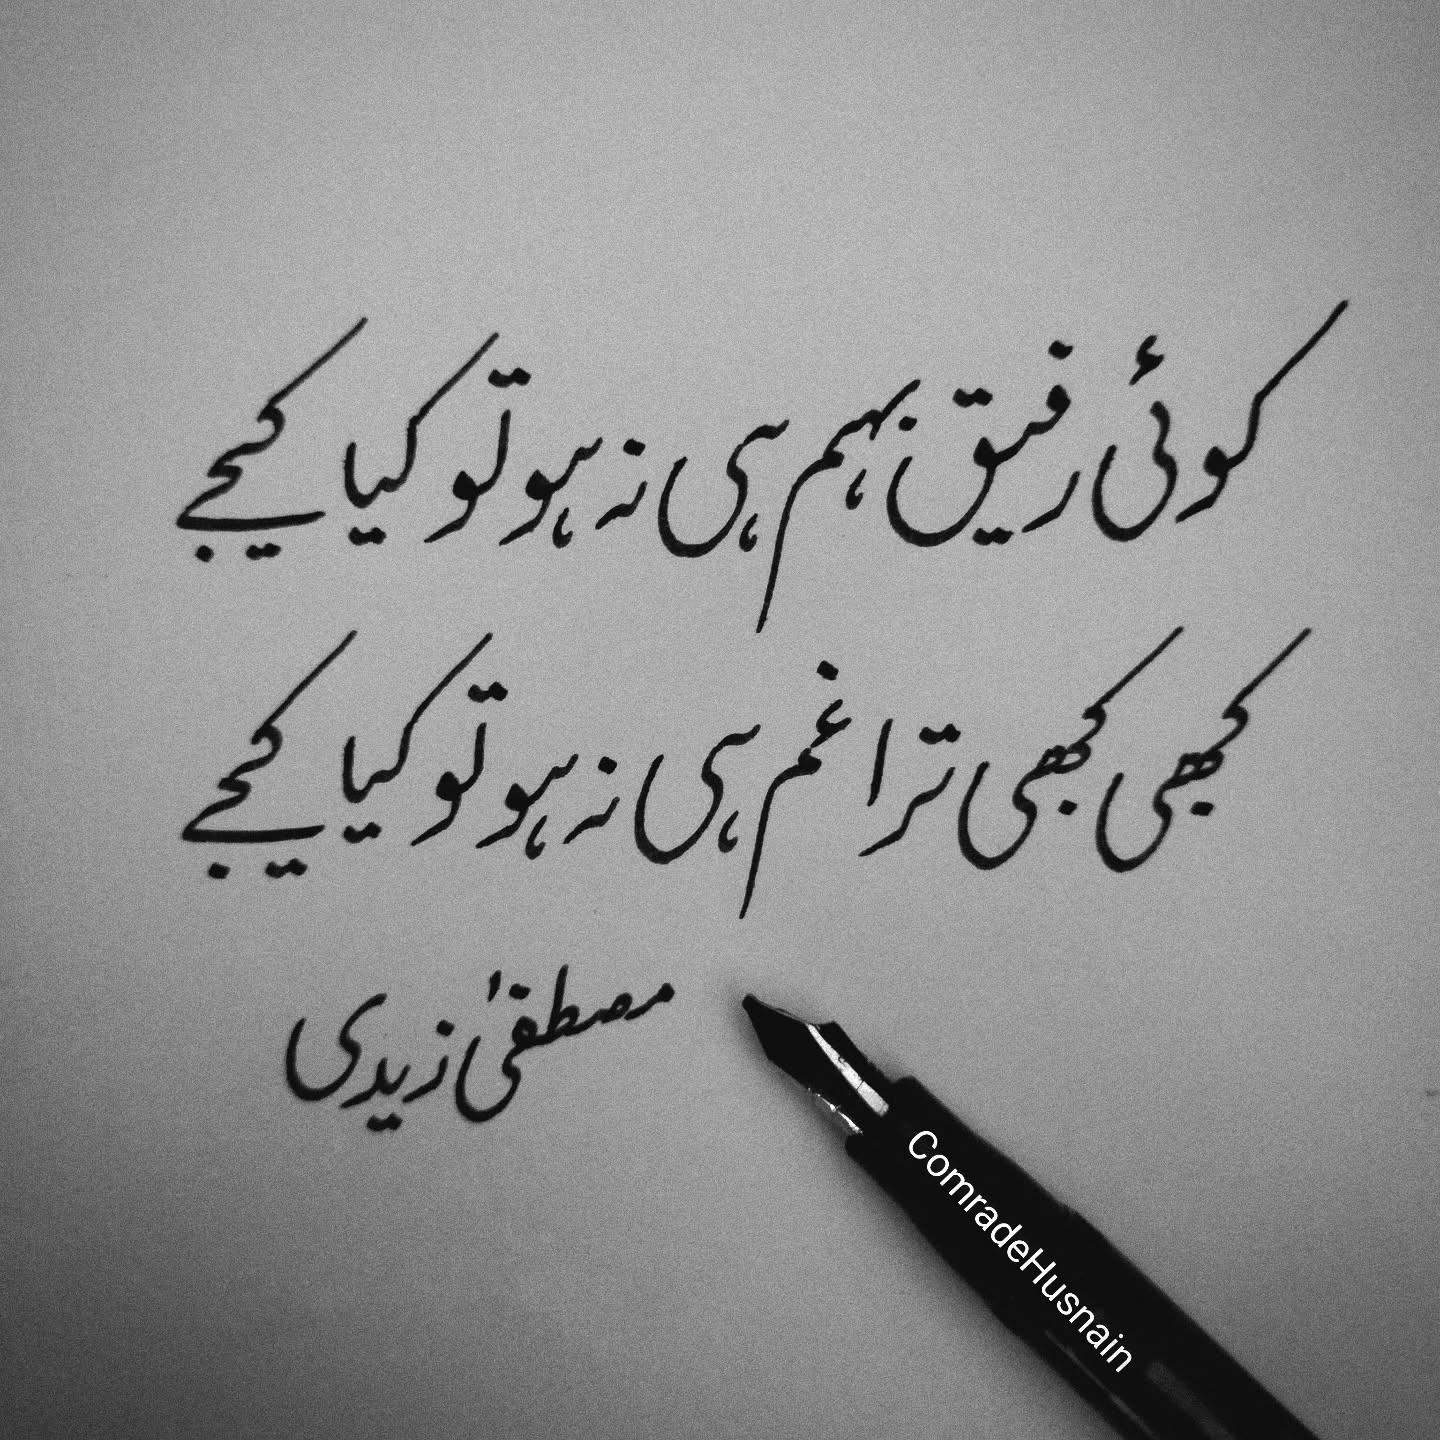 کوئی رفیق بہم ہی نہ ہو تو کیا کیجے
کبھی کبھی ترا غم ہی نہ ہو تو کیا کیجے
مصطفیٰ زیدی
ComradeHusnain